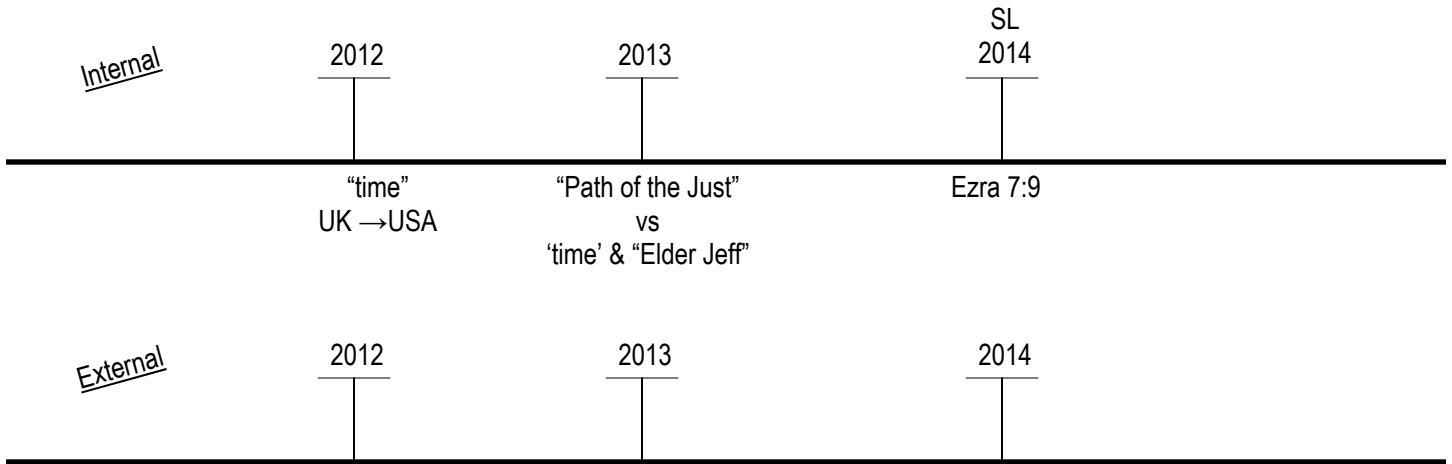 SL
Internal 2012 2013 2014
“time” “Path of the Just” Ezra 7:9
UK →USA vs
‘time’ & “Elder Jeff”
External 2012 2013 2014